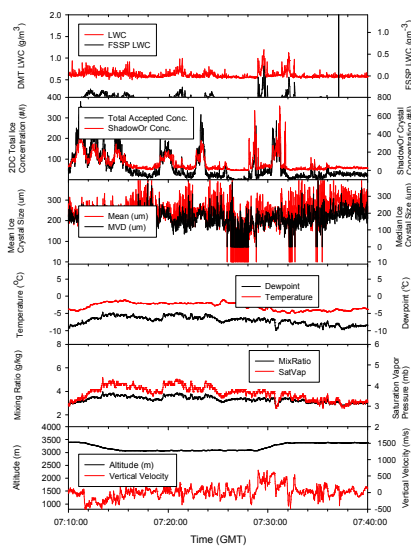 2.0
1.5
1.0
0.5
DMT LWC (g/m³)
LWC
FSSP LWC
1.0
0.5
0.0
FSSP LWC (gm⁻³)
400
300
200
100
2DC Total Ice
Concentration (#/l)
Total Accepted Conc.
ShadowOr Conc.
800
600
400
200
0
ShadowOr Crystal
Concentration (#/l)
300
200
100
10
Mean Ice
Crystal Size (um)
Mean (um)
MVD (um)
300
200
100
0
10
Median Ice
Crystal Size (um)
5
0
-5
-10
Temperature (°C)
Dewpoint
Temperature
5
0
-5
-10
Dewpoint (°C)
8
6
4
2
Mixing Ratio (g/kg)
MixRatio
SatVap
6
5
4
3
2
Saturation Vapor
Pressure (mb)
4000
3500
3000
2500
2000
1500
1000
Altitude (m)
Altitude (m)
Vertical Velocity
1500
1000
500
0
-500
Vertical Velocity (m/s)
07:10:00
07:20:00
07:30:00
07:40:00
Time (GMT)